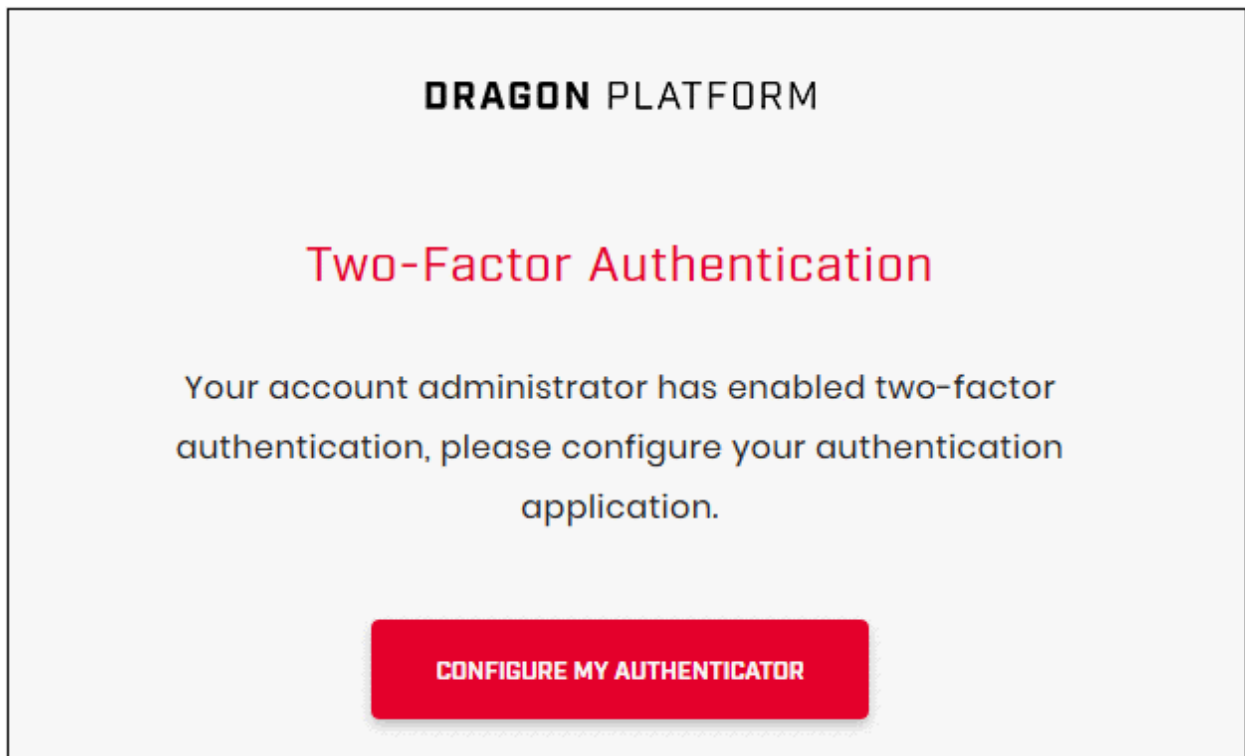 DRAGON PLATFORM
Two-Factor Authentication
Your account administrator has enabled two-factor
authentication, please configure your authentication
application.
CONFIGURE MY AUTHENTICATOR